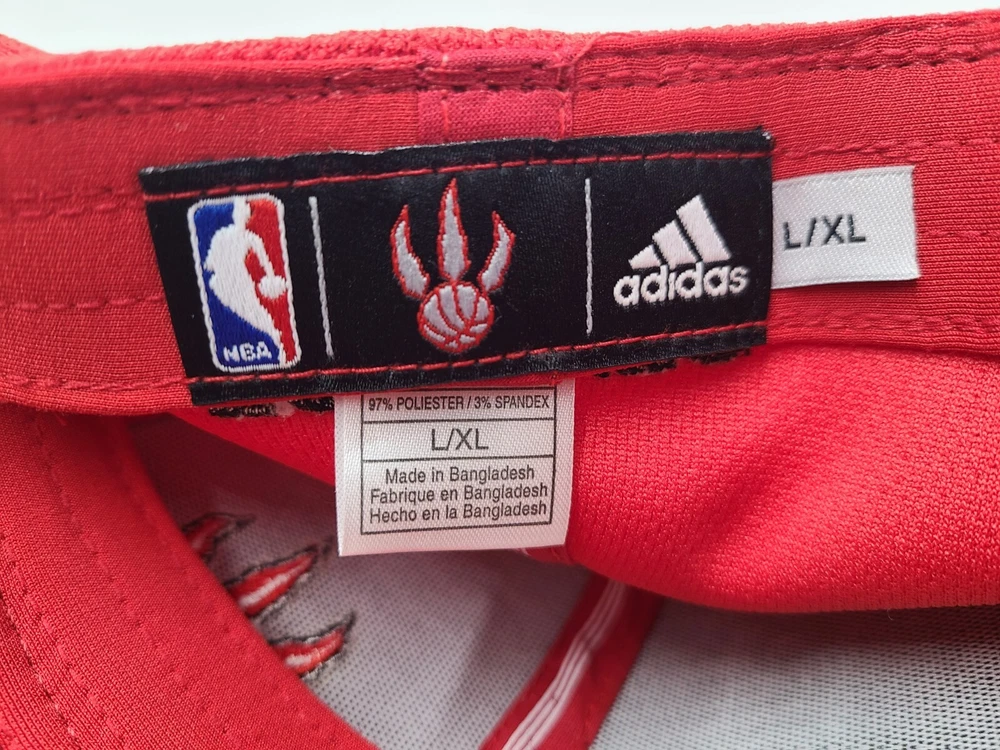 NBA
adidas
L/XL
97% POLIESTER / 3% SPANDEX
L/XL
Made in Bangladesh
Fabrique en Bangladesh
Hecho en la Bangladesh